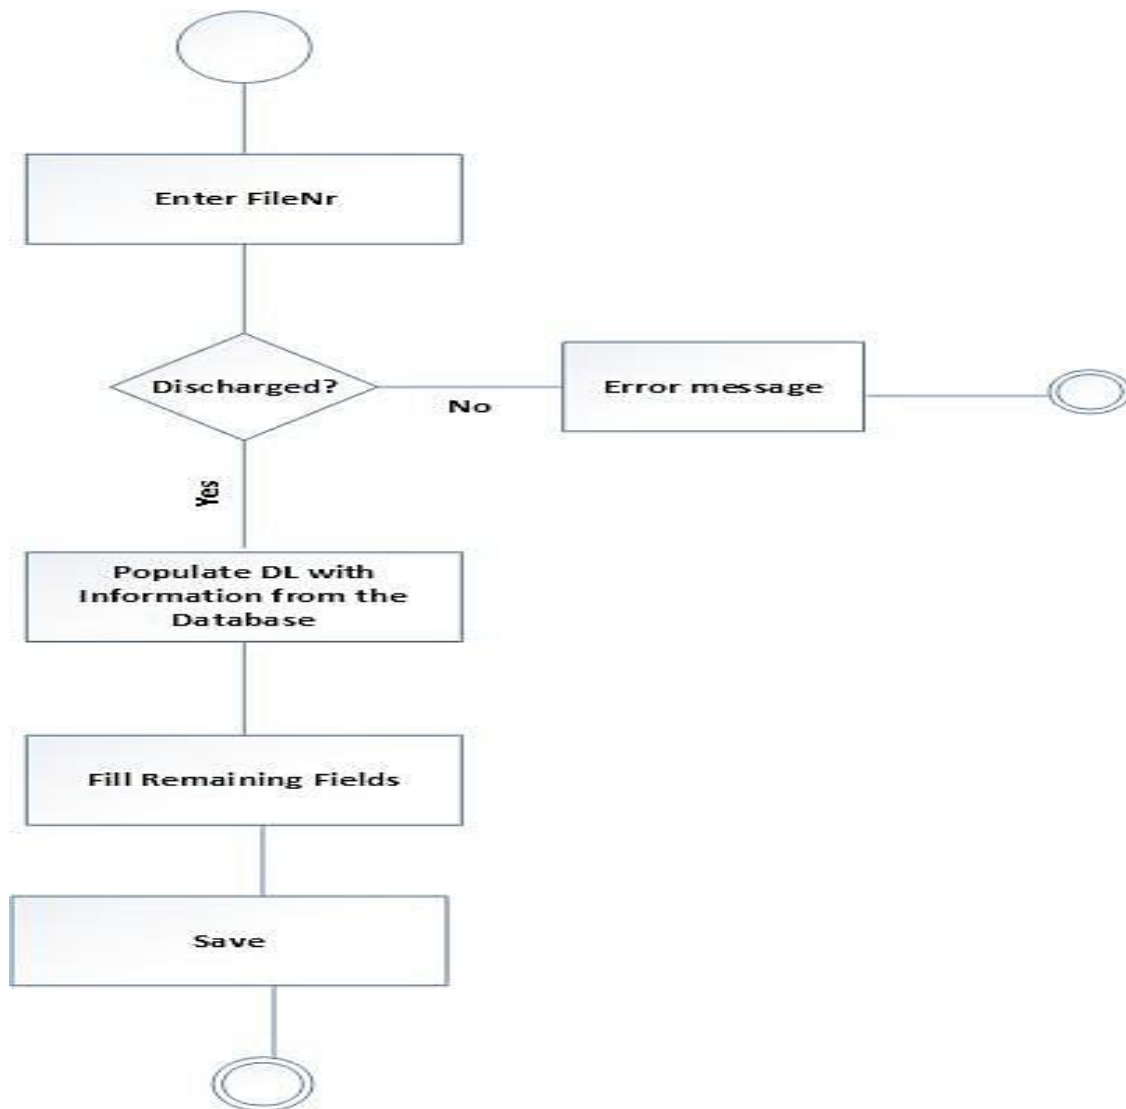 Enter FileNr
Discharged?
No
Error message
Yes
Populate DL with
Information from the
Database
Fill Remaining Fields
Save